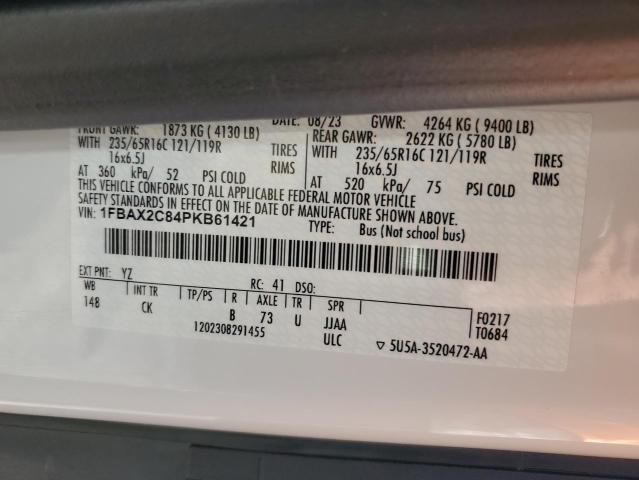 DATE: 08/23 GVWR: 4264 KG ( 9400 LB)
FRONT GAWR: 1873 KG ( 4130 LB) REAR GAWR: 2622 KG ( 5780 LB)
WITH 235/65R16C 121/119R TIRES WITH 235/65R16C 121/119R TIRES
16x6.5J RIMS 16x6.5J RIMS
AT 360 kPa/ 52 PSI COLD AT 520 kPa/ 75 PSI COLD
THIS VEHICLE CONFORMS TO ALL APPLICABLE FEDERAL MOTOR VEHICLE
SAFETY STANDARDS IN EFFECT ON THE DATE OF MANUFACTURE SHOWN ABOVE.
VIN: 1FBAX2C84PKB61421 TYPE: Bus (Not school bus)
EXT PNT: YZ RC: 41 DSO:
WB INT TR TP/PS R AXLE TR SPR F0217
148 CK B 73 U JJAA T0684
120230829145 5 ULC ▽ 5U5A-3520472-AA